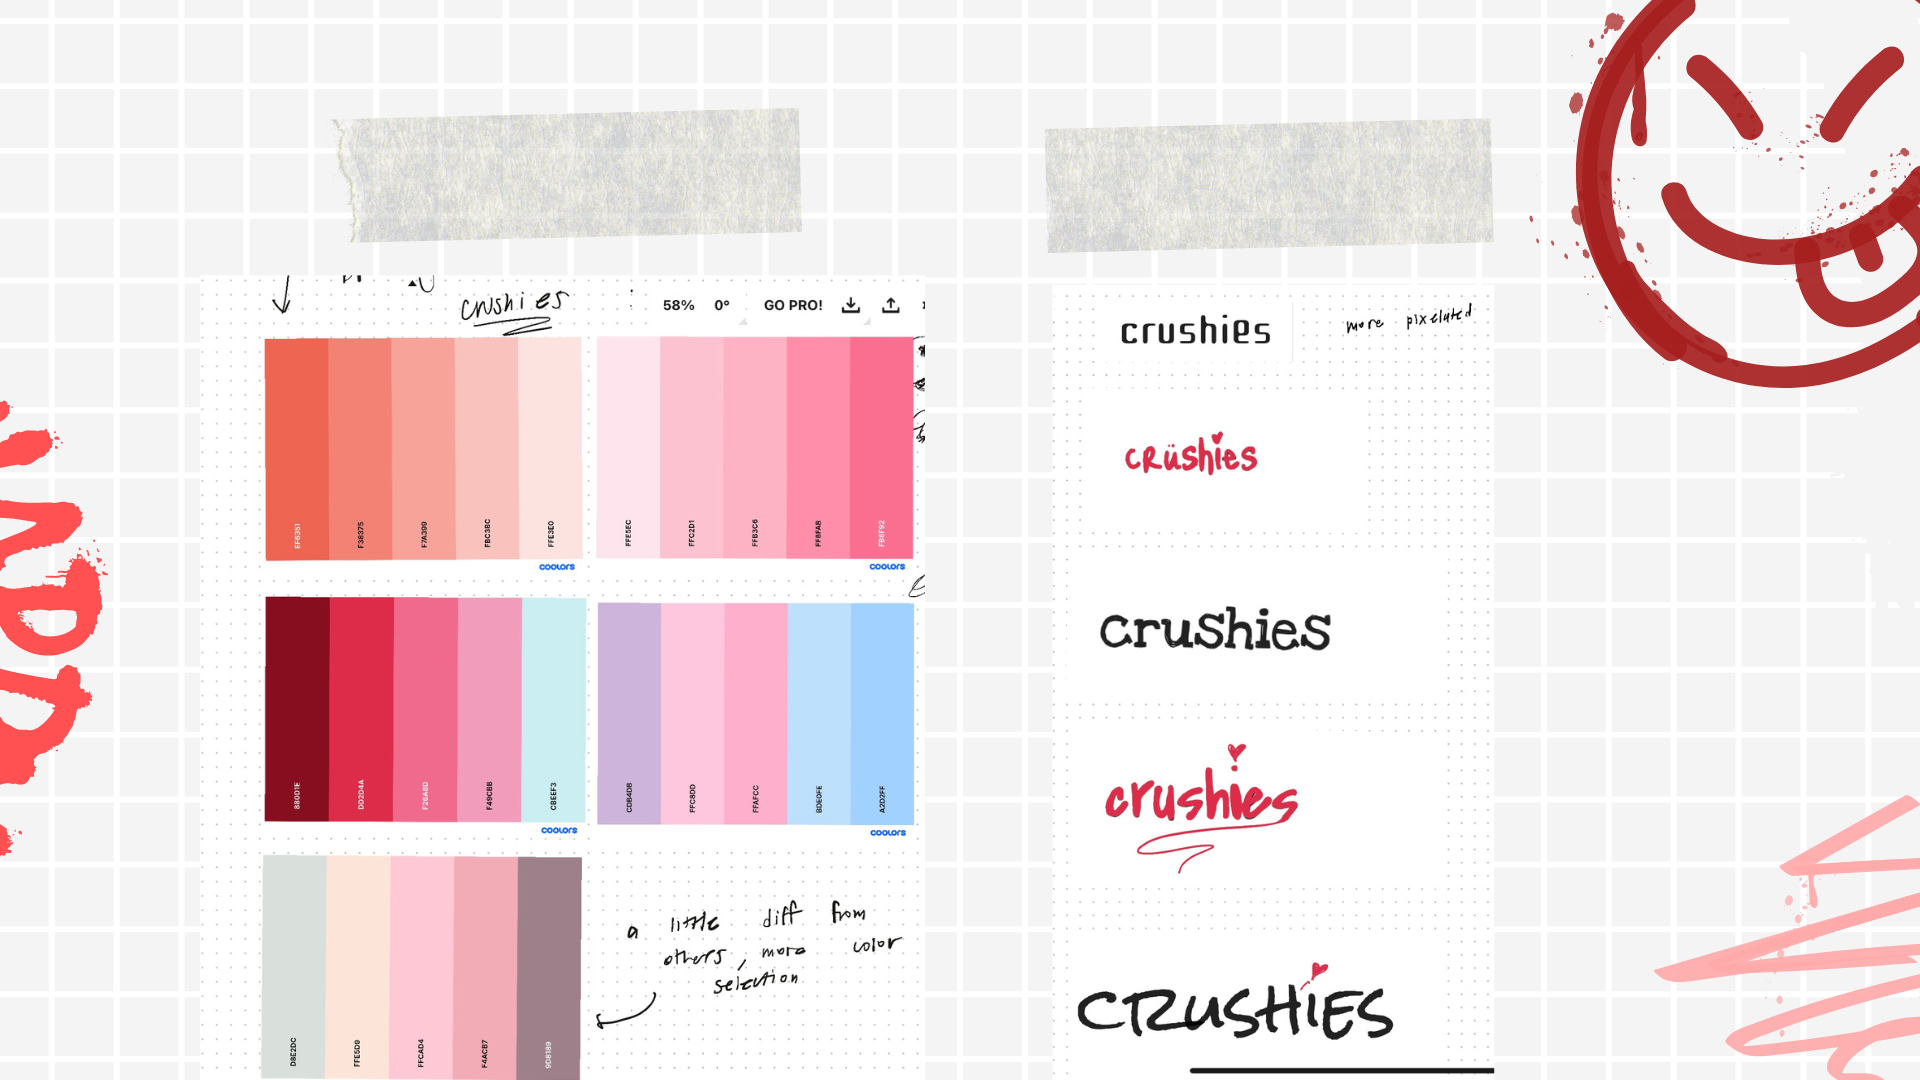 crushies
58% 0° GO PRO!
EF6351 F38375 F7A399 FBC3BC FFE3E0
FFE5EC FFC2D1 FFB3C6 FF8FAB FB6F92
coolors coolors
880D1E DD2D4A F26A8D F49CBB CBEEF3
CDB4DB FFC8DD FFAFCC BDE0FE A2D2FF
coolors coolors
D8E2DC FFE5D9 FFCAD4 F4ACB7 9D8189
a little diff from
others, more color
selection
crushies
more pixelated
crüshies
crushies
crushies
CRUSHIES